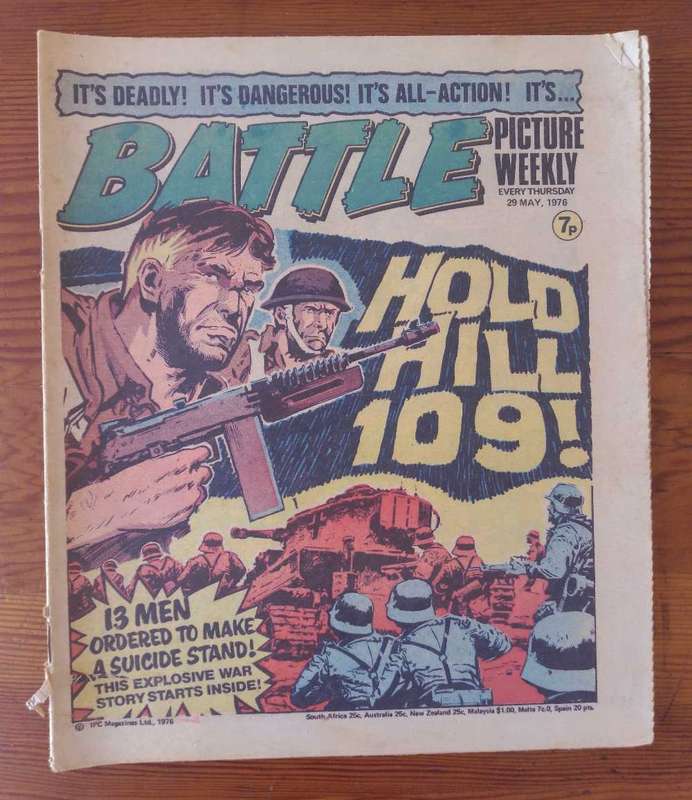 IT'S DEADLY! IT'S DANGEROUS! IT'S ALL-ACTION! IT'S...
BATTLE
PICTURE
WEEKLY
EVERY THURSDAY
29 MAY, 1976
7p
HOLD
HILL
109!
13 MEN
ORDERED TO MAKE
A SUICIDE STAND!
THIS EXPLOSIVE WAR
STORY STARTS INSIDE!
© IPC Magazines Ltd., 1976
South Africa 25c, Australia 25c, New Zealand 25c, Malaysia $1.00, Malta 7c.0, Spain 20 pts.